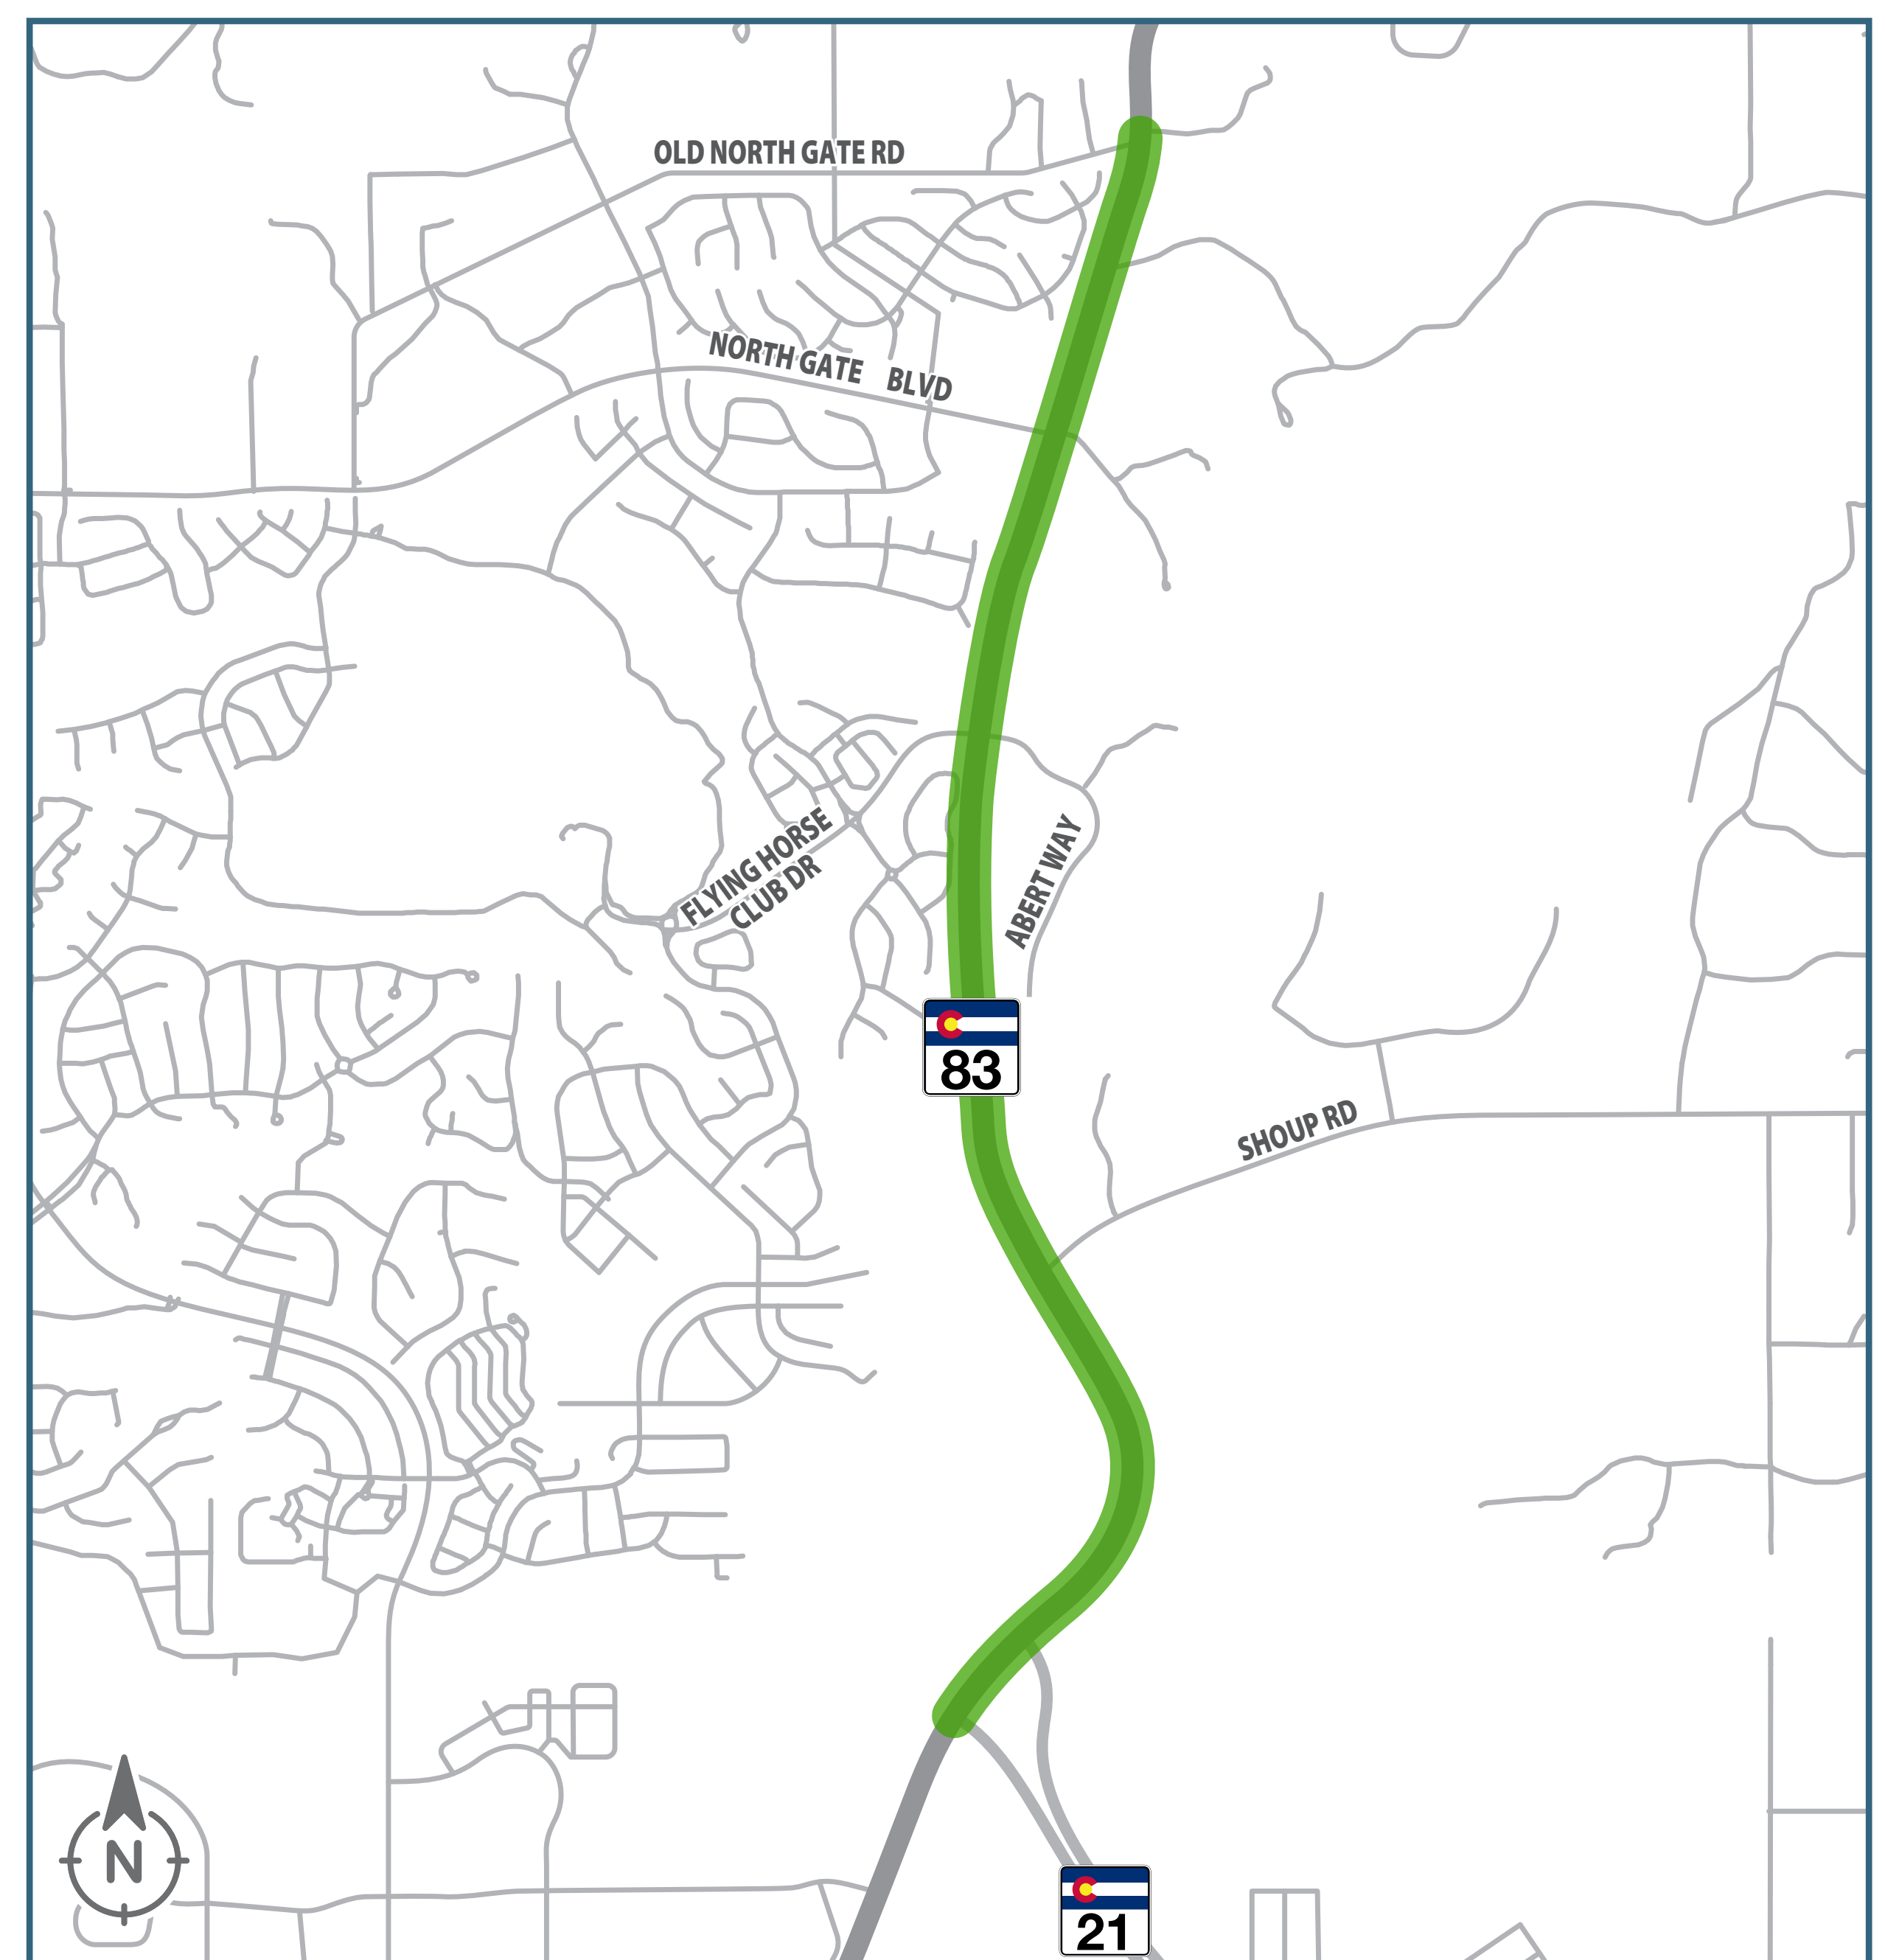 OLD NORTH GATE RD
NORTH GATE BLVD
FLYING HORSE
CLUB DR
ABERT WAY
83
SHOUP RD
N
21